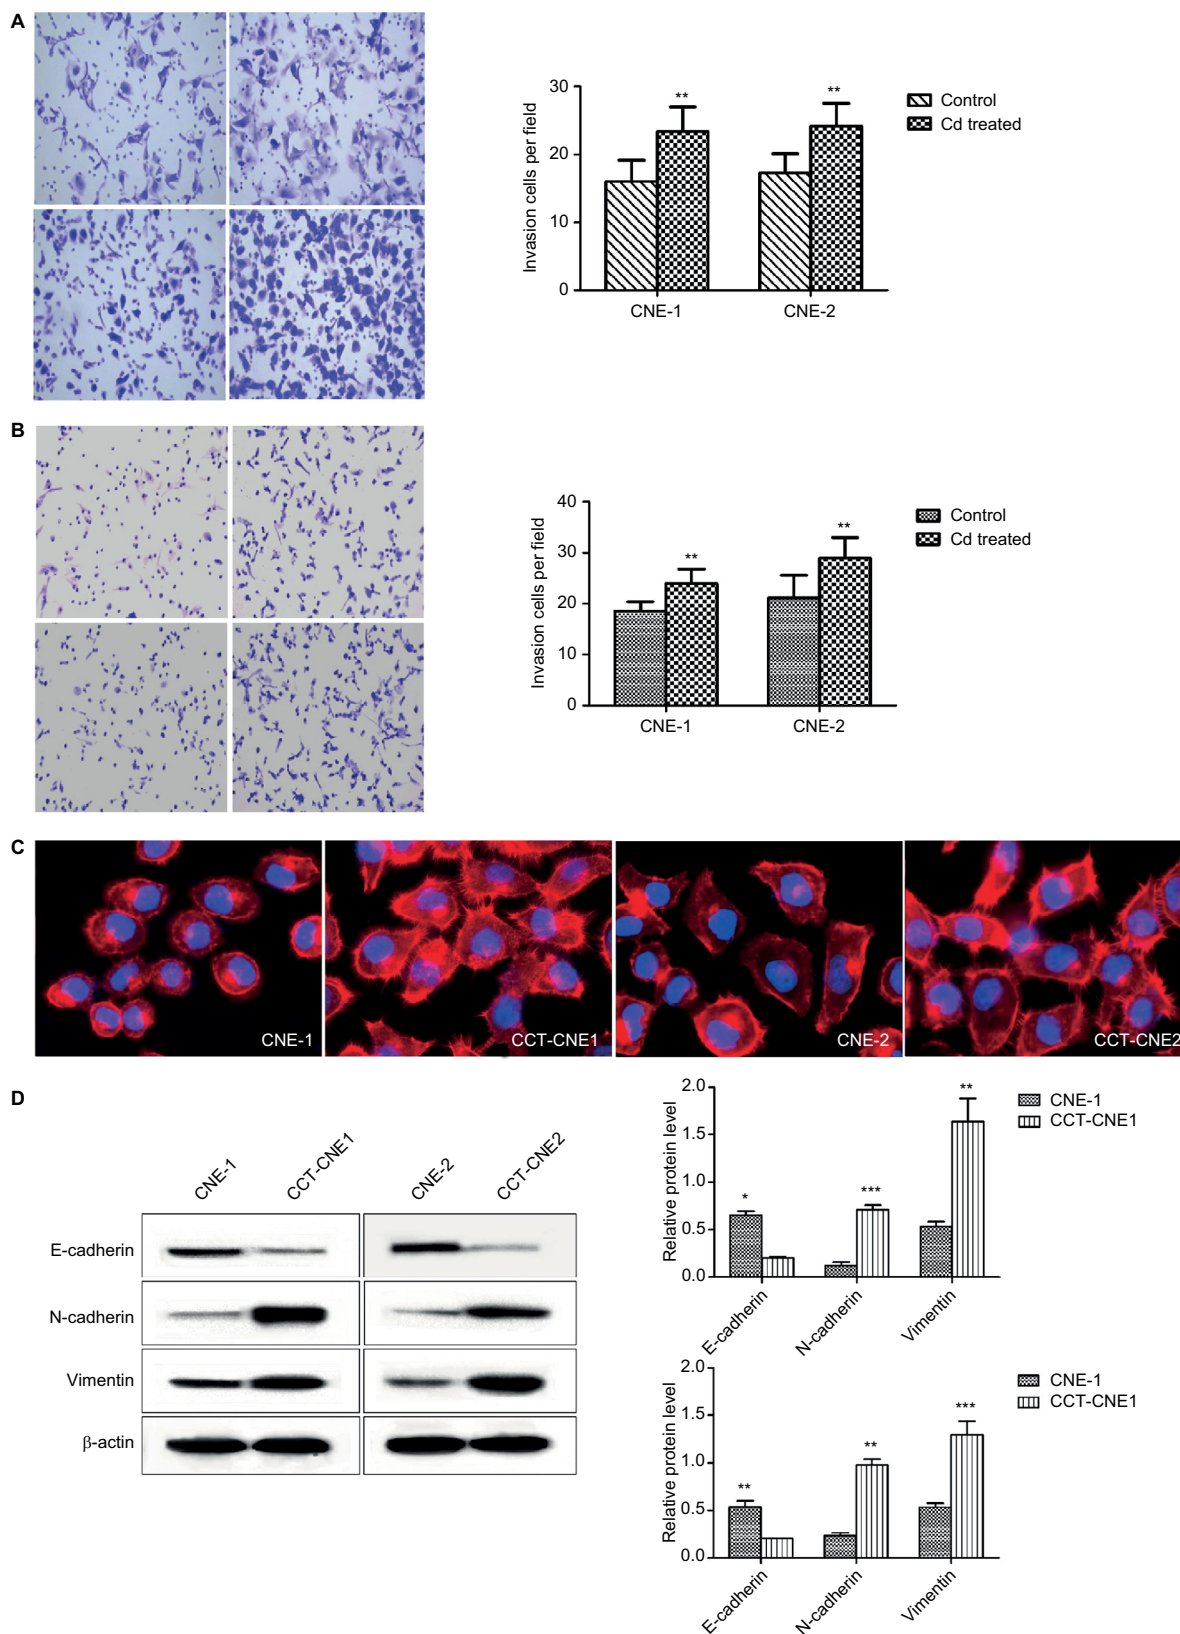 A
30
20
10
0
Invasion cells per field
**
**
CNE-1
CNE-2
Control
Cd treated
B
40
30
20
10
0
Invasion cells per field
**
**
CNE-1
CNE-2
Control
Cd treated
C
CNE-1
CCT-CNE1
CNE-2
CCT-CNE2
D
CNE-1
CCT-CNE1
CNE-2
CCT-CNE2
E-cadherin
N-cadherin
Vimentin
β-actin
2.0
1.5
1.0
0.5
0.0
Relative protein level
*
***
**
E-cadherin
N-cadherin
Vimentin
CNE-1
CCT-CNE1
2.0
1.5
1.0
0.5
0.0
Relative protein level
**
**
***
E-cadherin
N-cadherin
Vimentin
CNE-1
CCT-CNE1